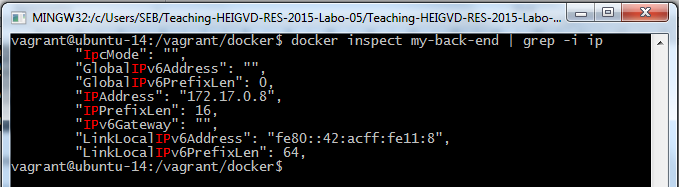 MINGW32:/c/Users/SEB/Teaching-HEIGVD-RES-2015-Labo-05/Teaching-HEIGVD-RES-2015-Labo-...
vagrant@ubuntu-14:/vagrant/docker$ docker inspect my-back-end | grep -i ip
"IpcMode": "",
"GlobalIPv6Address": "",
"GlobalIPv6PrefixLen": 0,
"IPAddress": "172.17.0.8",
"IPPrefixLen": 16,
"IPv6Gateway": "",
"LinkLocalIPv6Address": "fe80::42:acff:fe11:8",
"LinkLocalIPv6PrefixLen": 64,
vagrant@ubuntu-14:/vagrant/docker$